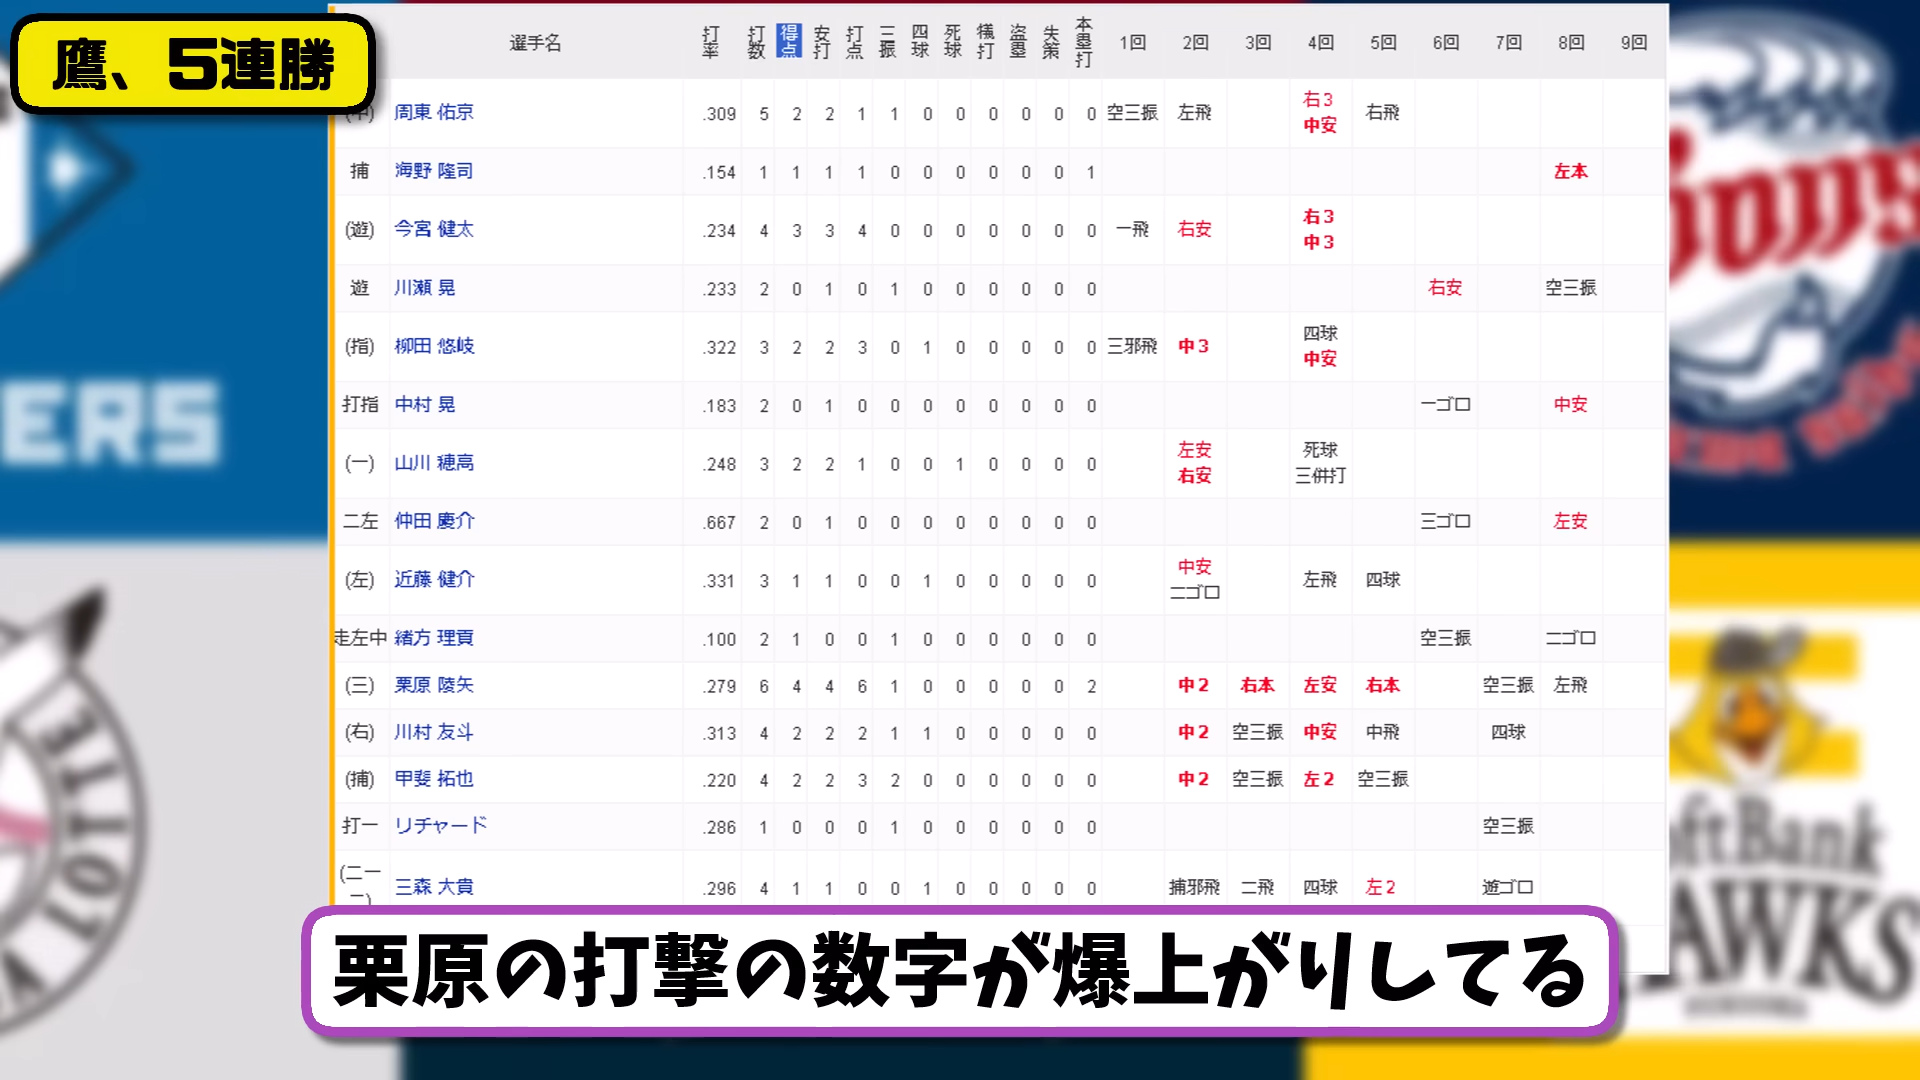 鷹、5連勝
選手名 打率 打数 得点 安打 打点 三振 四球 死球 犠打 盗塁 失策 本塁打 1回 2回 3回 4回 5回 6回 7回 8回 9回
(中) 周東 佑京 .309 5 2 2 1 1 0 0 0 0 0 0 空三振 左飛 右3 中安 右飛
捕 海野 隆司 .154 1 1 1 1 0 0 0 0 0 0 1 左本
(遊) 今宮 健太 .234 4 3 3 4 0 0 0 0 0 0 0 一飛 右安 右3 中3
遊 川瀬 晃 .233 2 0 1 0 1 0 0 0 0 0 0 右安 空三振
(指) 柳田 悠岐 .322 3 2 2 3 0 1 0 0 0 0 0 三邪飛 中3 四球 中安
打指 中村 晃 .183 2 0 1 0 0 0 0 0 0 0 0 一ゴロ 中安
(一) 山川 穂高 .248 3 2 2 1 0 0 1 0 0 0 0 左安 右安 死球 三併打
二左 仲田 慶介 .667 2 0 1 0 0 0 0 0 0 0 0 三ゴロ 左安
(左) 近藤 健介 .331 3 1 1 0 0 1 0 0 0 0 0 中安 二ゴロ 左飛 四球
走左中 緒方 理貢 .100 2 1 0 0 1 0 0 0 0 0 0 空三振 二ゴロ
(三) 栗原 陵矢 .279 6 4 4 6 1 0 0 0 0 0 2 中2 右本 左安 右本 空三振 左飛
(右) 川村 友斗 .313 4 2 2 2 1 1 0 0 0 0 0 中2 空三振 中安 中飛 四球
(捕) 甲斐 拓也 .220 4 2 2 3 2 0 0 0 0 0 0 中2 空三振 左2 空三振
打一 リチャード .286 1 0 0 0 1 0 0 0 0 0 0 空三振
(二一二) 三森 大貴 .296 4 1 1 0 0 1 0 0 0 0 0 捕邪飛 二飛 四球 左2 遊ゴロ
栗原の打撃の数字が爆上がりしてる
ERS
SoftBank
HAWKS